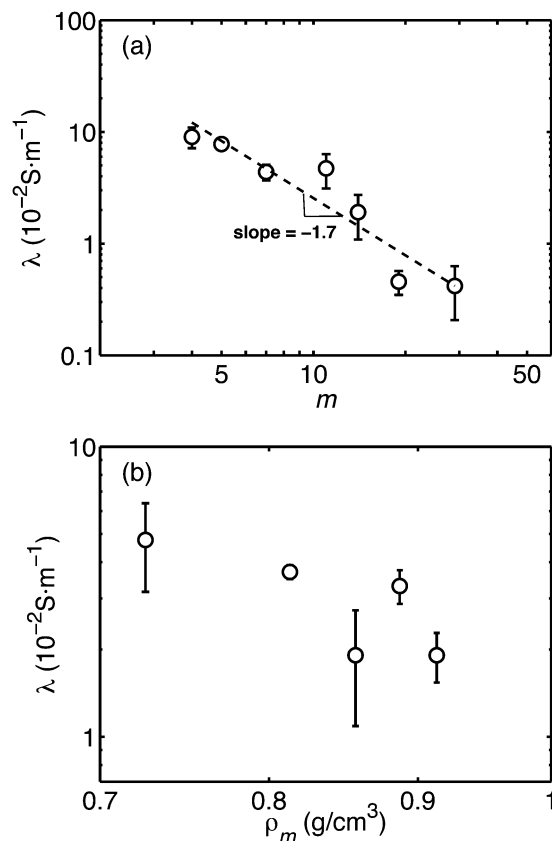 100
(a)
10
1
0.1
λ (10⁻²S·m⁻¹)
slope = −1.7
5
10
50
m
10
(b)
1
λ (10⁻²S·m⁻¹)
0.7
0.8
0.9
1
ρₘ (g/cm³)